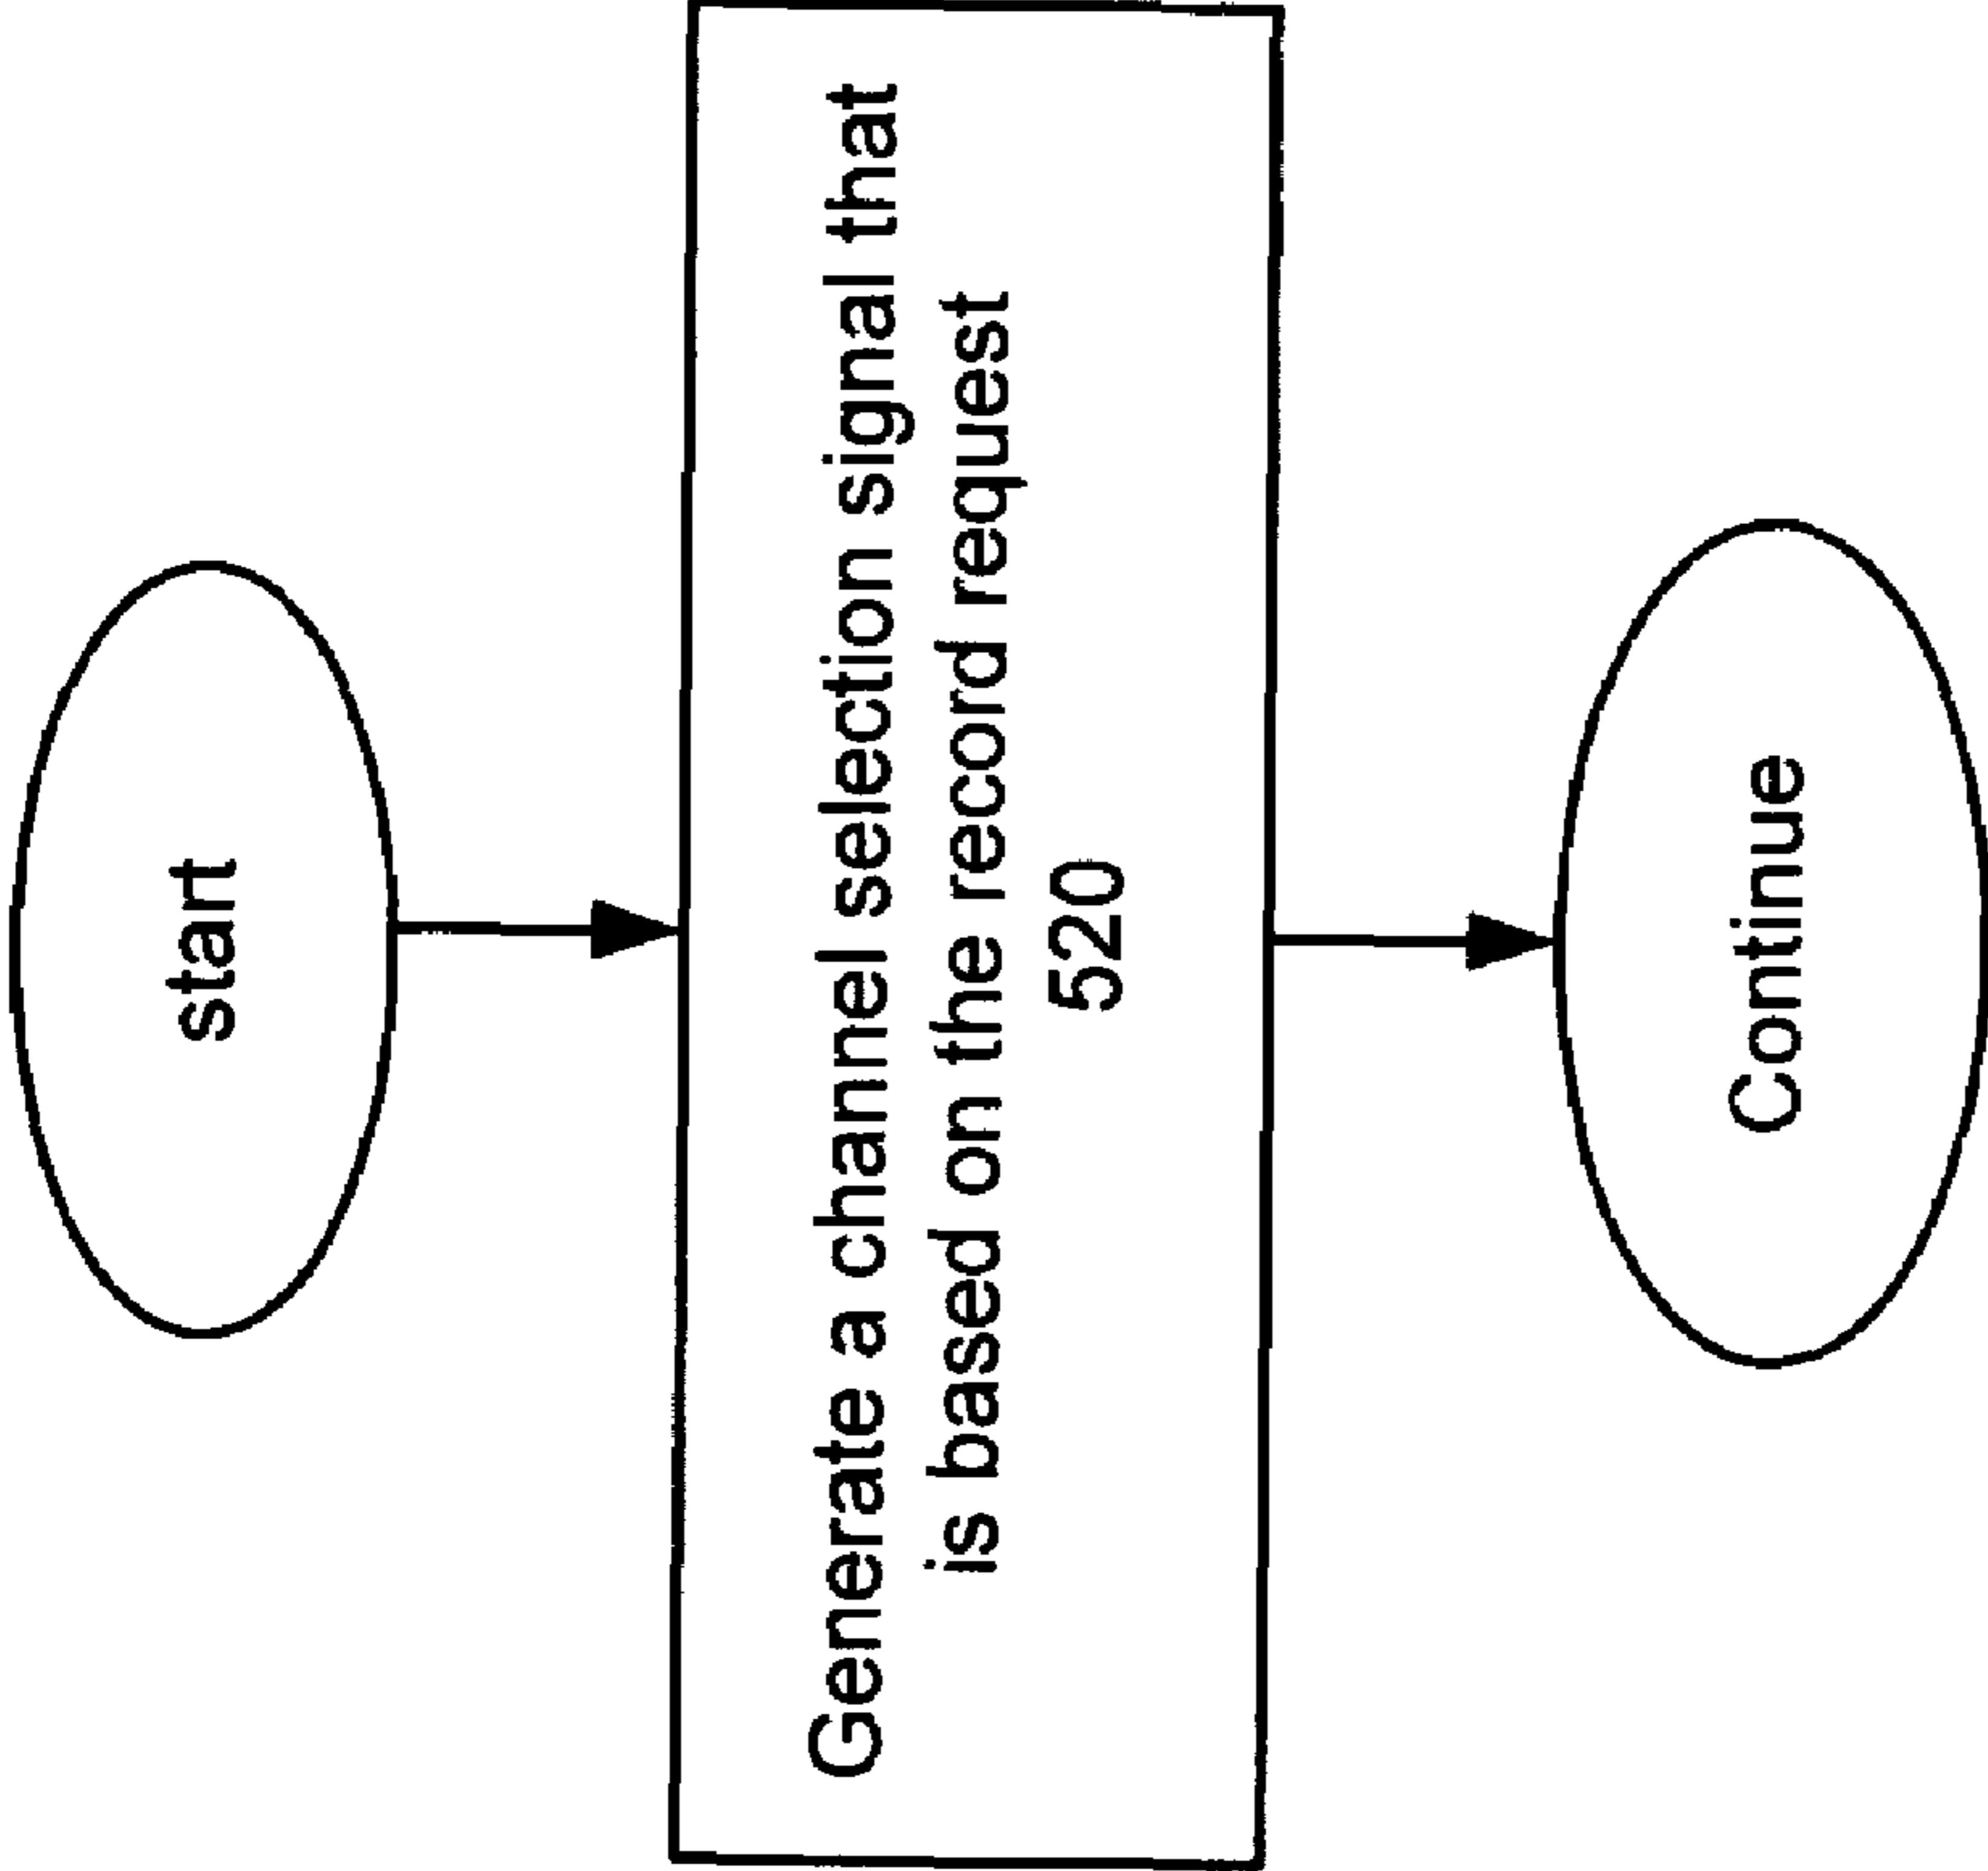 start
Generate a channel selection signal that
is based on the record request
520
Continue